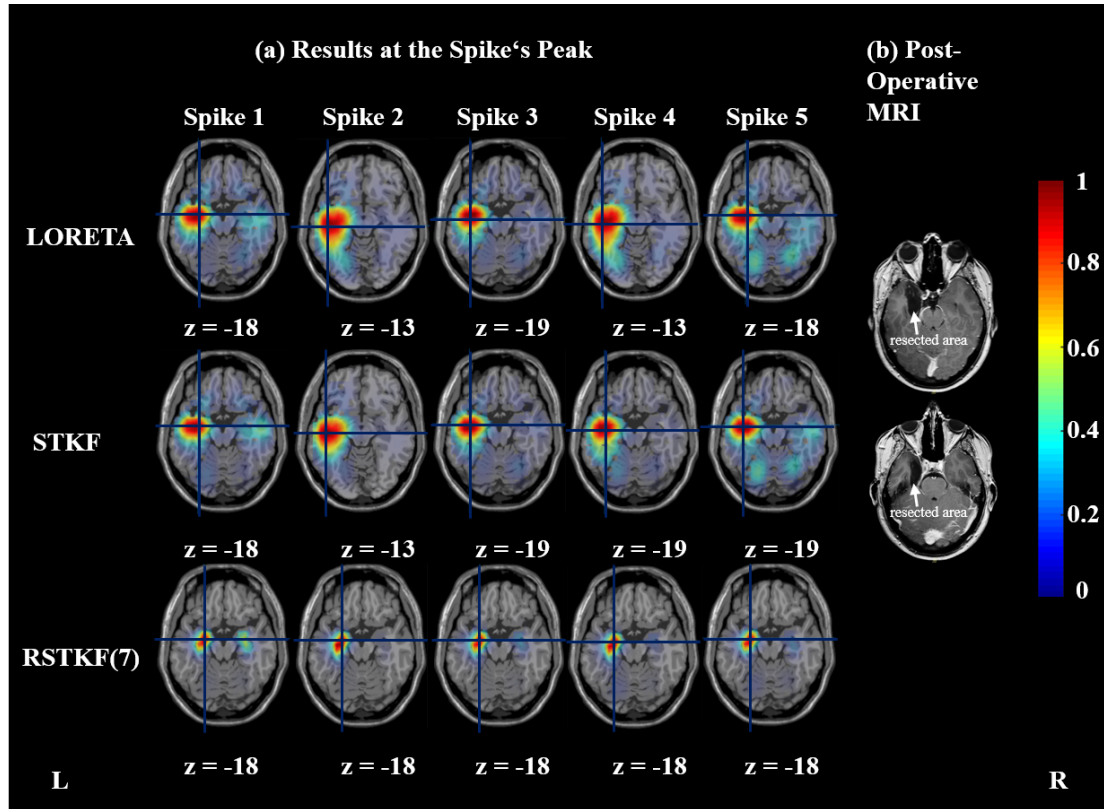 (a) Results at the Spike‘s Peak
(b) Post-
Operative
MRI
Spike 1 Spike 2 Spike 3 Spike 4 Spike 5
LORETA
z = -18 z = -13 z = -19 z = -13 z = -18
STKF
z = -18 z = -13 z = -19 z = -19 z = -19
RSTKF(7)
z = -18 z = -18 z = -18 z = -18 z = -18
L
resected area
resected area
1
0.8
0.6
0.4
0.2
0
R